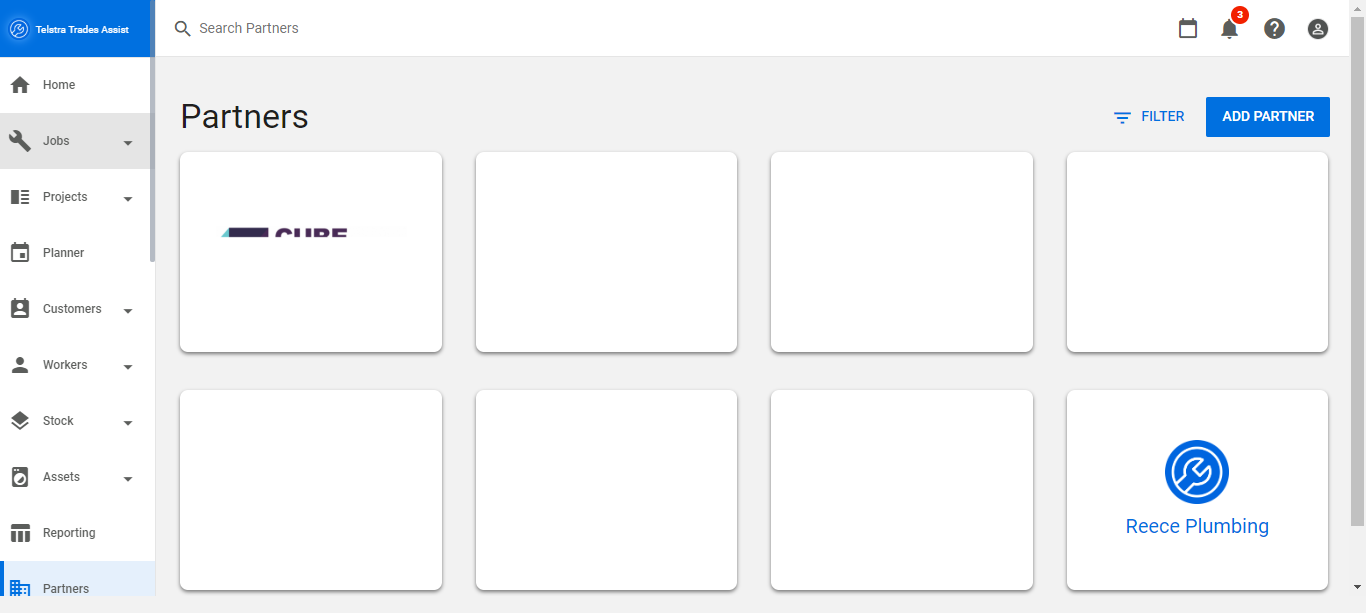 Telstra Trades Assist
Search Partners
3
Home
Jobs
Projects
Planner
Customers
Workers
Stock
Assets
Reporting
Partners
Partners
FILTER
ADD PARTNER
CUBE
Reece Plumbing